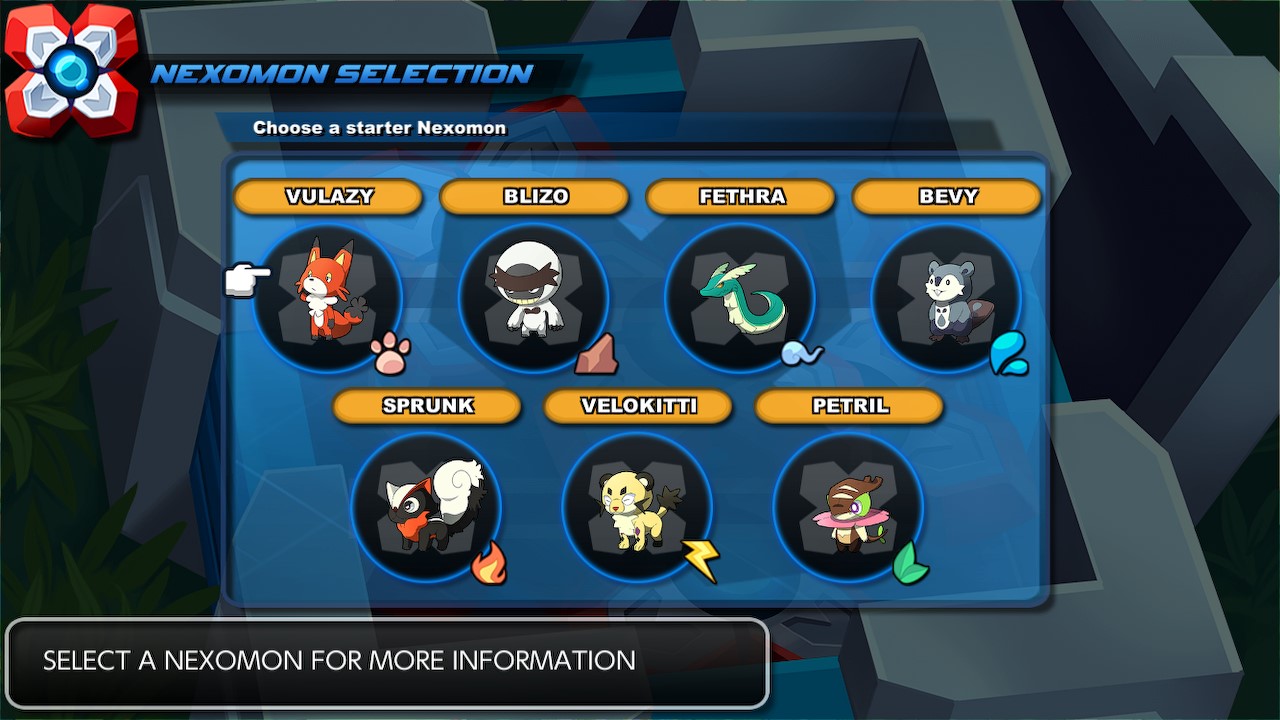 NEXOMON SELECTION
Choose a starter Nexomon
VULAZY
BLIZO
FETHRA
BEVY
SPRUNK
VELOKITTI
PETRIL
SELECT A NEXOMON FOR MORE INFORMATION